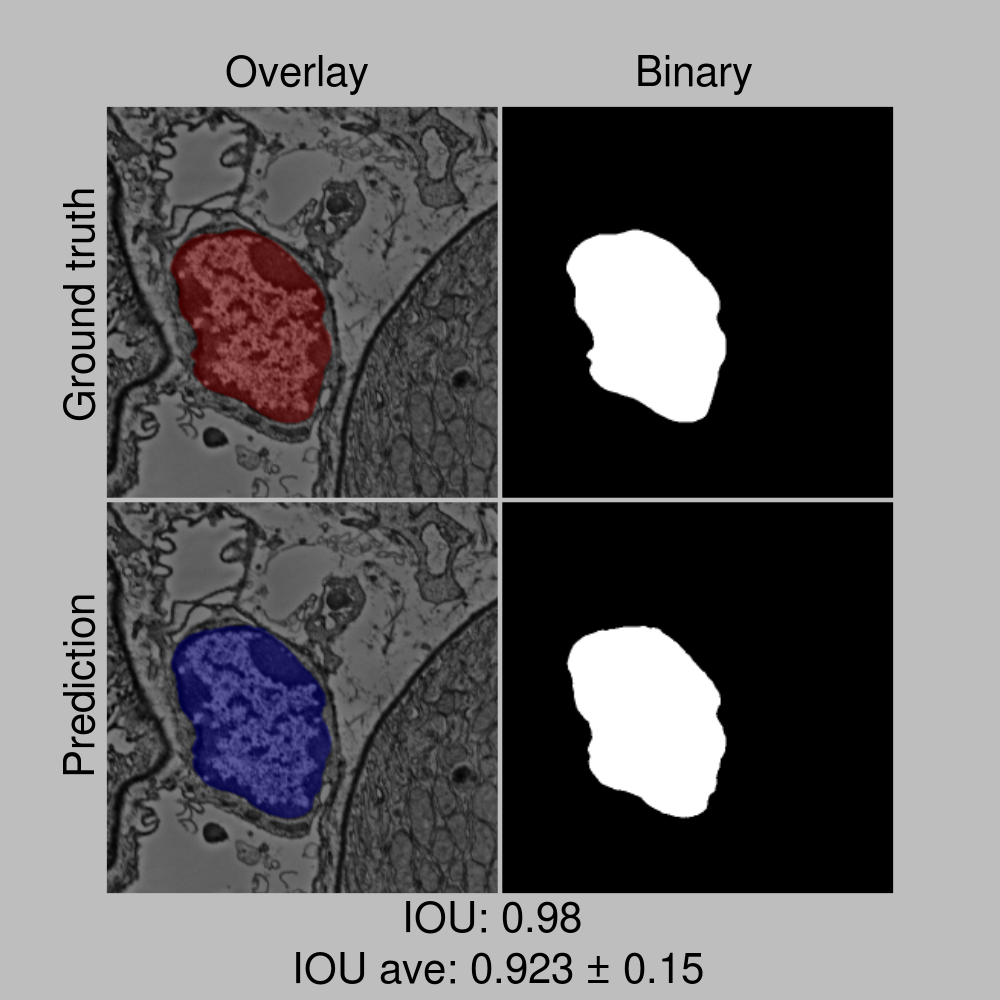 Overlay
Binary
Ground truth
Prediction
IOU: 0.98
IOU ave: 0.923 ± 0.15